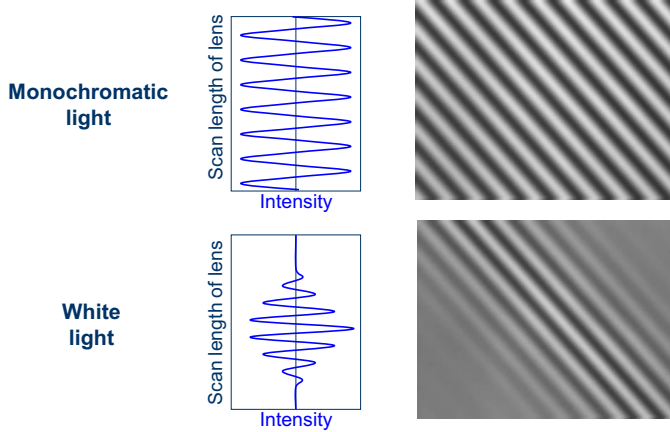 Monochromatic
light
Scan length of lens
Intensity
White
light
Scan length of lens
Intensity